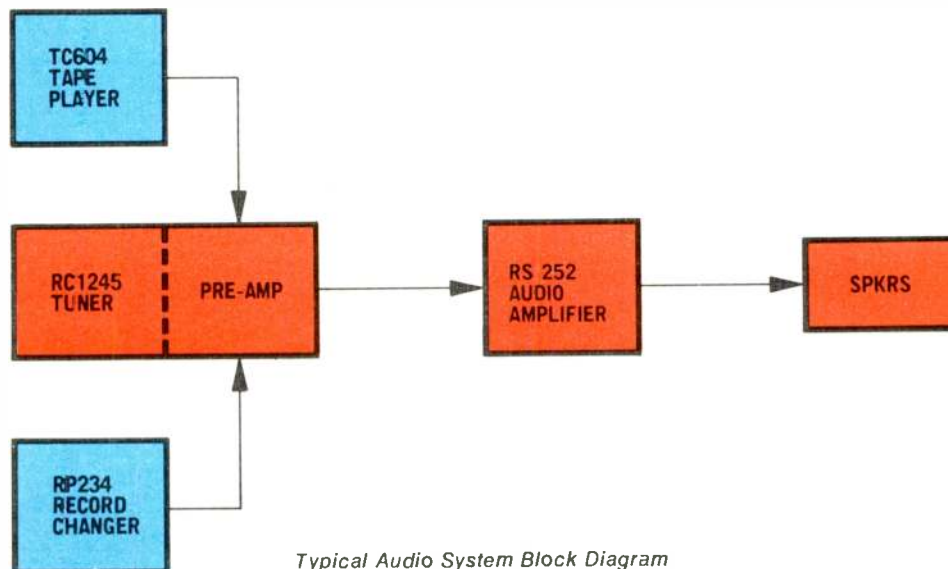 TC604
TAPE
PLAYER
RC1245
TUNER
PRE-AMP
RS 252
AUDIO
AMPLIFIER
SPKRS
RP234
RECORD
CHANGER
Typical Audio System Block Diagram